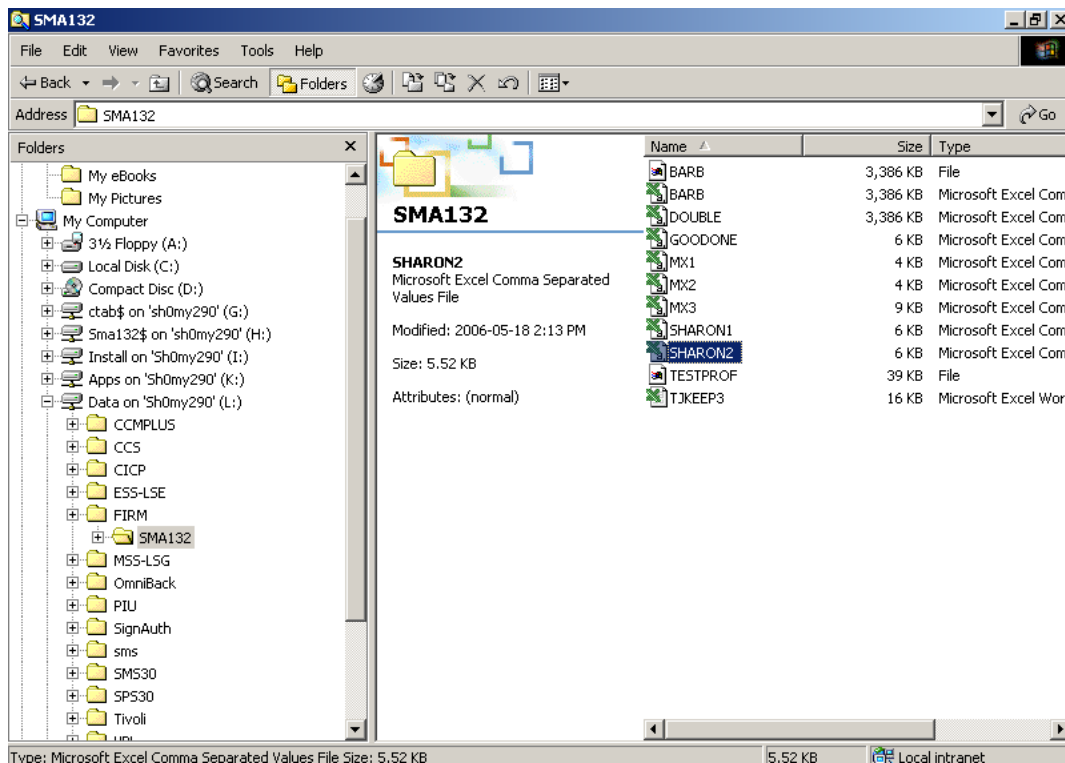 SMA132
File Edit View Favorites Tools Help
Back Search Folders
Address SMA132 Go
Folders
My eBooks
My Pictures
My Computer
3½ Floppy (A:)
Local Disk (C:)
Compact Disc (D:)
ctab$ on 'sh0my290' (G:)
Sma132$ on 'sh0my290' (H:)
Install on 'Sh0my290' (I:)
Apps on 'Sh0my290' (K:)
Data on 'Sh0my290' (L:)
CCMPLUS
CCS
CICP
ESS-LSE
FIRM
SMA132
MSS-LSG
OmniBack
PIU
SignAuth
sms
SMS30
SPS30
Tivoli
SMA132
SHARON2
Microsoft Excel Comma Separated
Values File
Modified: 2006-05-18 2:13 PM
Size: 5.52 KB
Attributes: (normal)
Name Size Type
BARB 3,386 KB File
BARB 3,386 KB Microsoft Excel Com
DOUBLE 3,386 KB Microsoft Excel Com
GOODONE 6 KB Microsoft Excel Com
MX1 4 KB Microsoft Excel Com
MX2 4 KB Microsoft Excel Com
MX3 9 KB Microsoft Excel Com
SHARON1 6 KB Microsoft Excel Com
SHARON2 6 KB Microsoft Excel Com
TESTPROF 39 KB File
TJKEEP3 16 KB Microsoft Excel Wor
Type: Microsoft Excel Comma Separated Values File Size: 5.52 KB 5.52 KB Local intranet